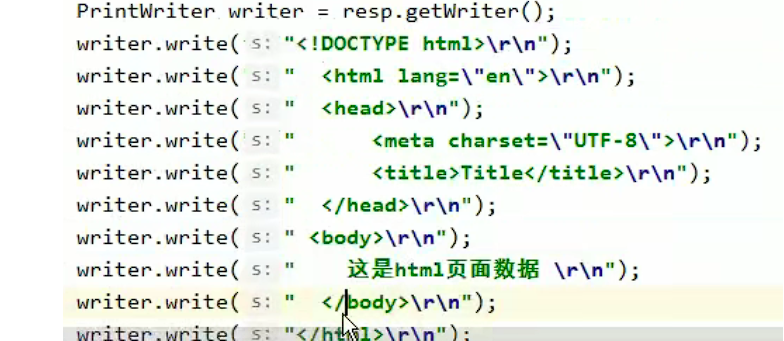 PrintWriter writer = resp.getWriter();
writer.write( s: "<!DOCTYPE html>\r\n");
writer.write( s: "  <html lang=\"en\">\r\n");
writer.write( s: "  <head>\r\n");
writer.write( s: "      <meta charset=\"UTF-8\">\r\n");
writer.write( s: "      <title>Title</title>\r\n");
writer.write( s: "  </head>\r\n");
writer.write( s: " <body>\r\n");
writer.write( s: "    这是html页面数据 \r\n");
writer.write( s: "  </body>\r\n");
writer.write( s: "</html>\r\n");